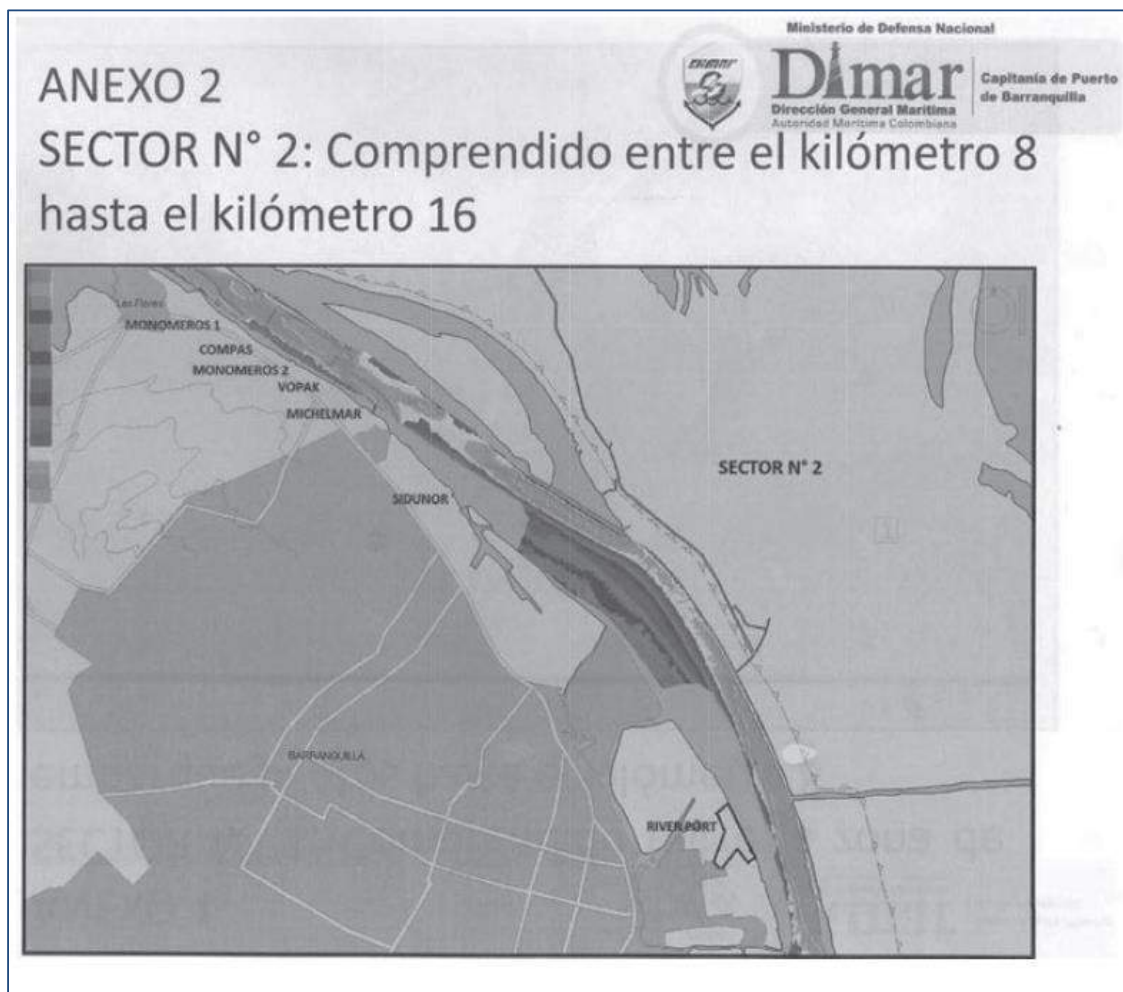 Ministerio de Defensa Nacional
DIMAR
Dimar
Dirección General Marítima
Autoridad Marítima Colombiana
Capitanía de Puerto
de Barranquilla
ANEXO 2
SECTOR N° 2: Comprendido entre el kilómetro 8
hasta el kilómetro 16
Las Flores
MONOMEROS 1
COMPAS
MONOMEROS 2
VOPAK
MICHELMAR
SECTOR N° 2
SIDUNOR
BARRANQUILLA
RIVER PORT